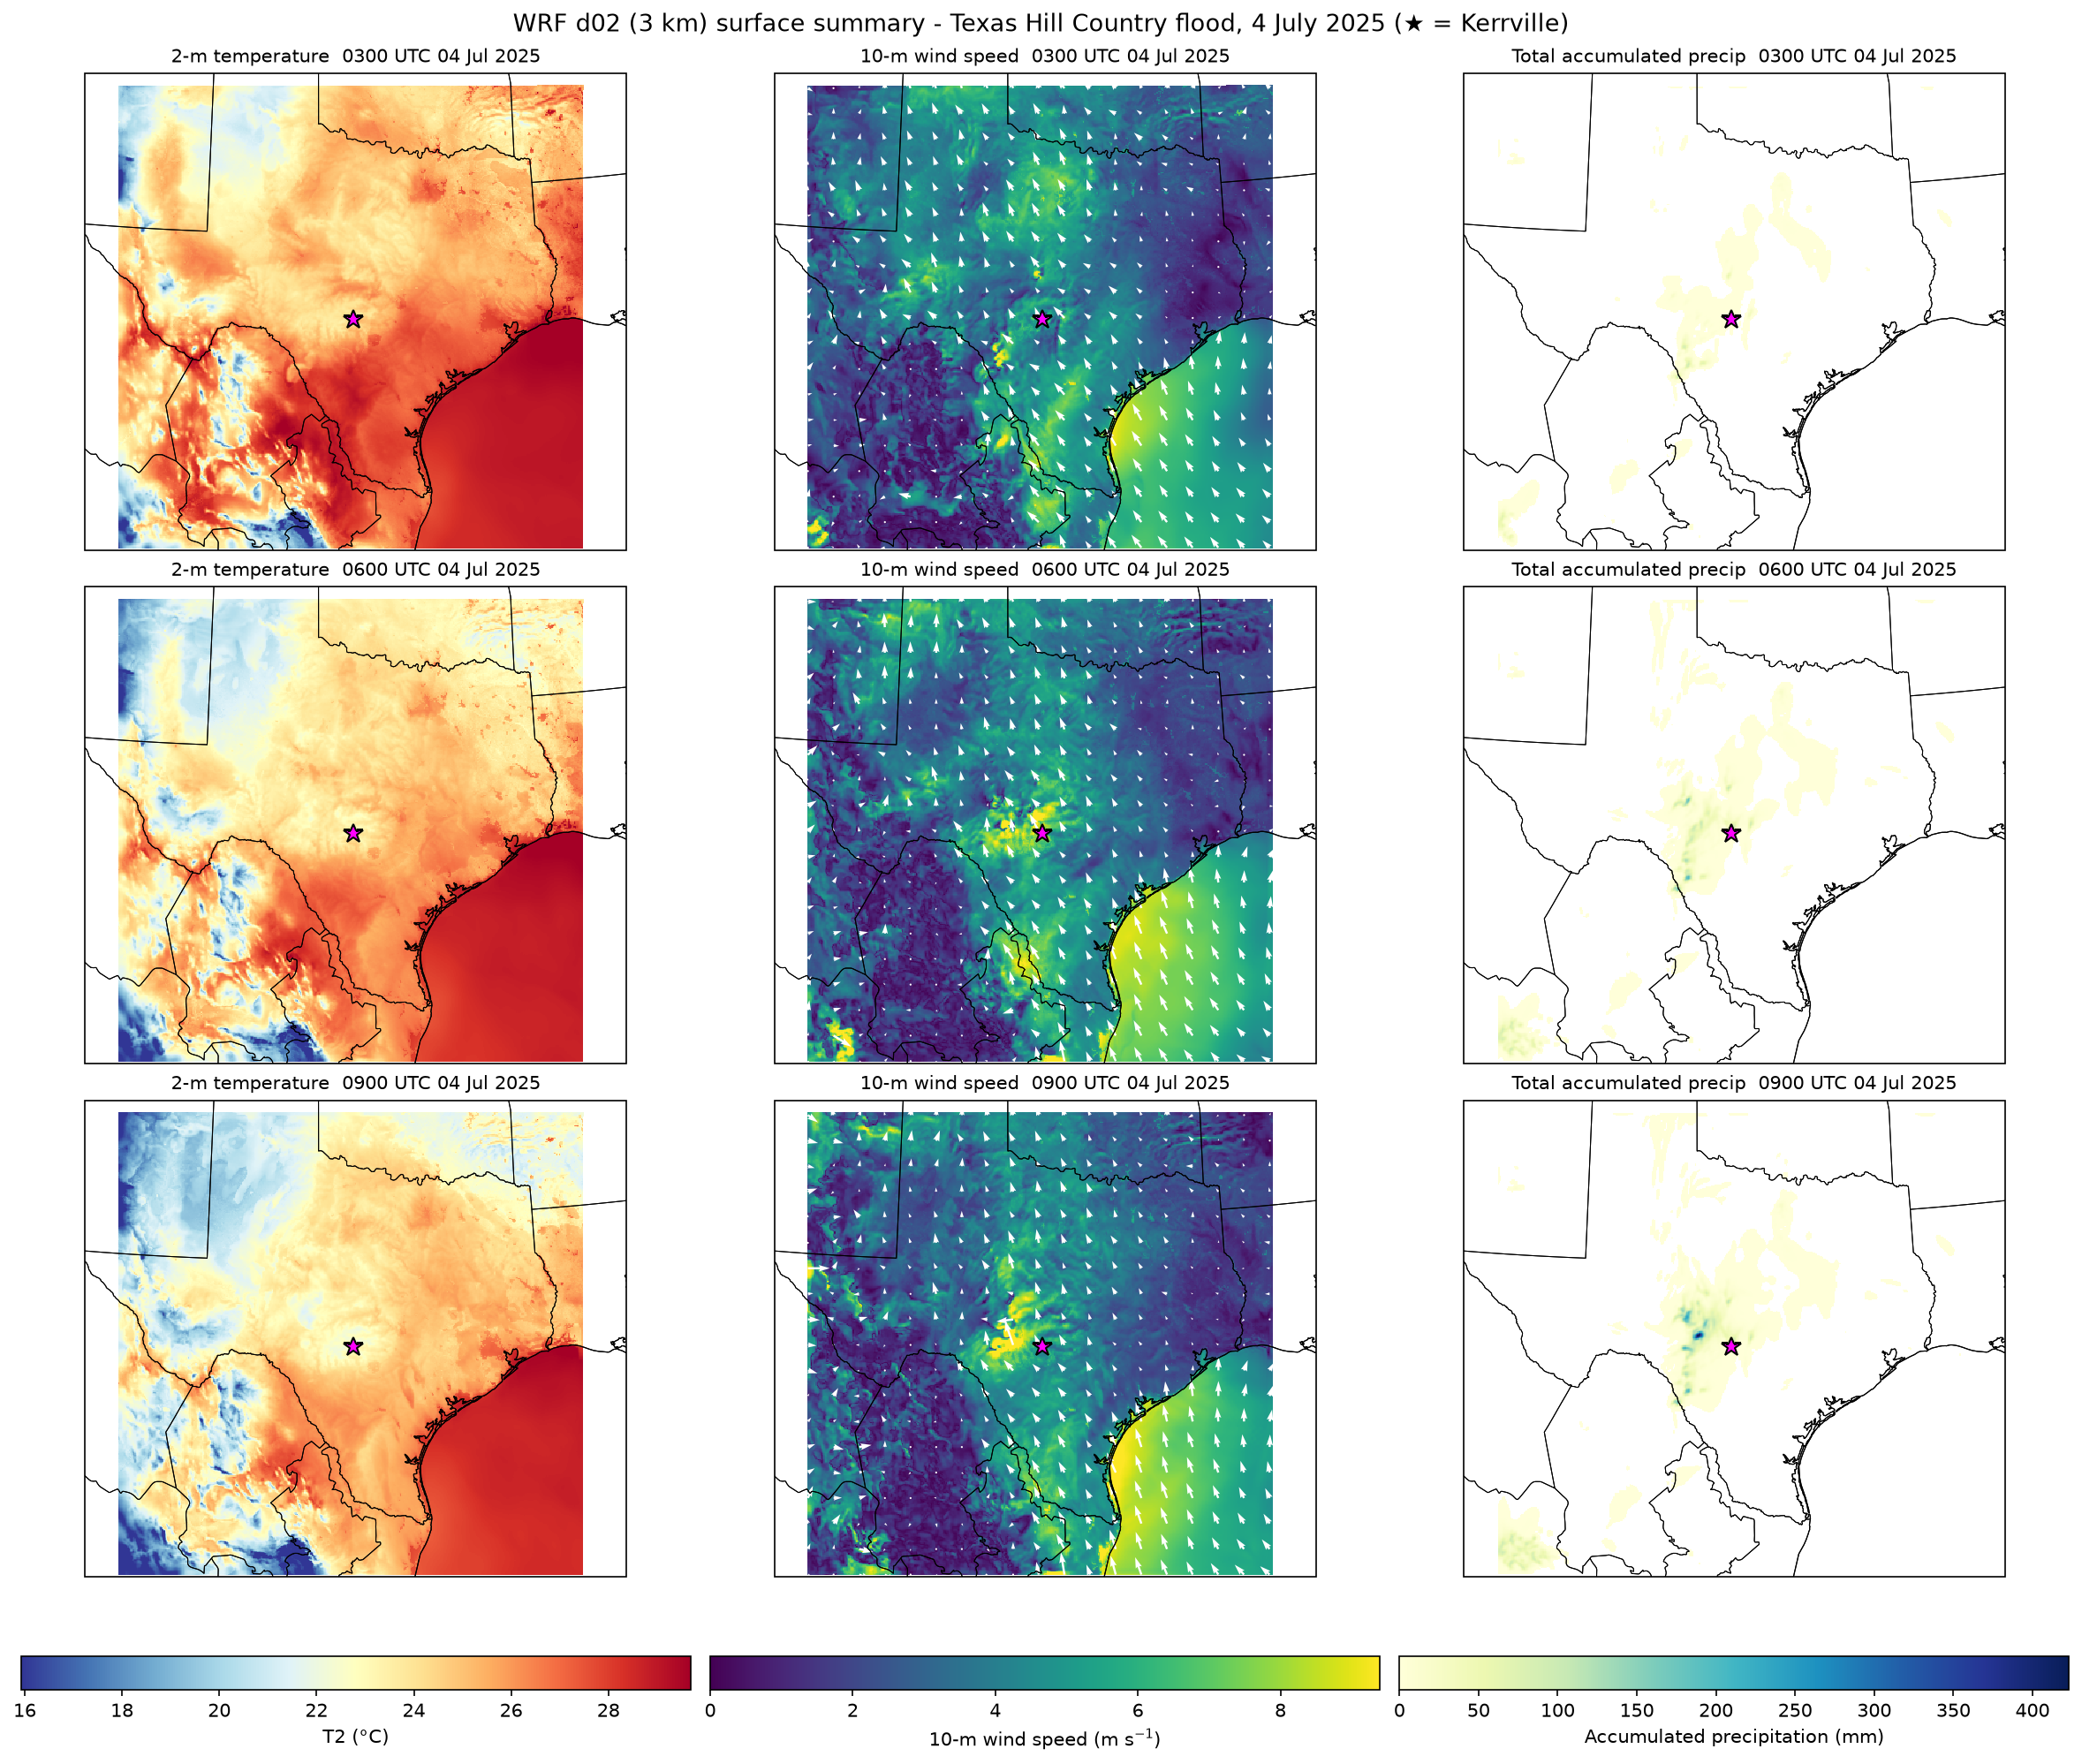 WRF d02 (3 km) surface summary - Texas Hill Country flood, 4 July 2025 (★ = Kerrville)
2-m temperature 0300 UTC 04 Jul 2025
10-m wind speed 0300 UTC 04 Jul 2025
Total accumulated precip 0300 UTC 04 Jul 2025
2-m temperature 0600 UTC 04 Jul 2025
10-m wind speed 0600 UTC 04 Jul 2025
Total accumulated precip 0600 UTC 04 Jul 2025
2-m temperature 0900 UTC 04 Jul 2025
10-m wind speed 0900 UTC 04 Jul 2025
Total accumulated precip 0900 UTC 04 Jul 2025
16 18 20 22 24 26 28
T2 (°C)
0 2 4 6 8
10-m wind speed (m s⁻¹)
0 50 100 150 200 250 300 350 400
Accumulated precipitation (mm)